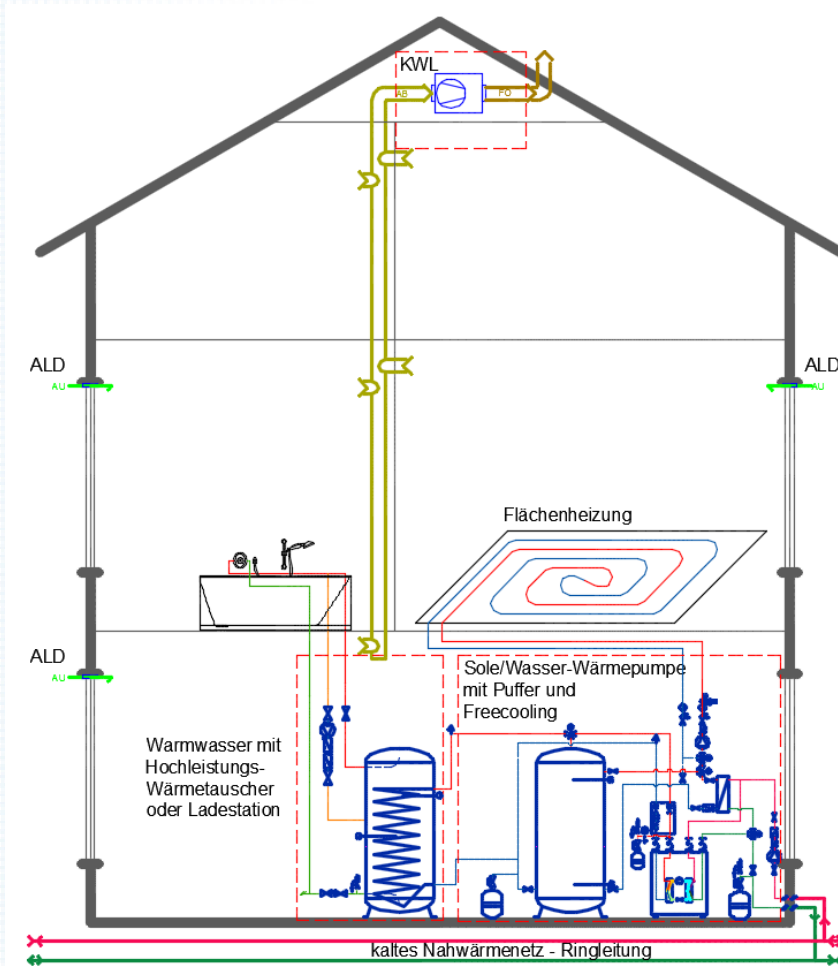 KWL
AB
FO
ALD
AU
ALD
AU
Flächenheizung
ALD
AU
Sole/Wasser-Wärmepumpe
mit Puffer und
Freecooling
Warmwasser mit
Hochleistungs-
Wärmetauscher
oder Ladestation
kaltes Nahwärmenetz - Ringleitung